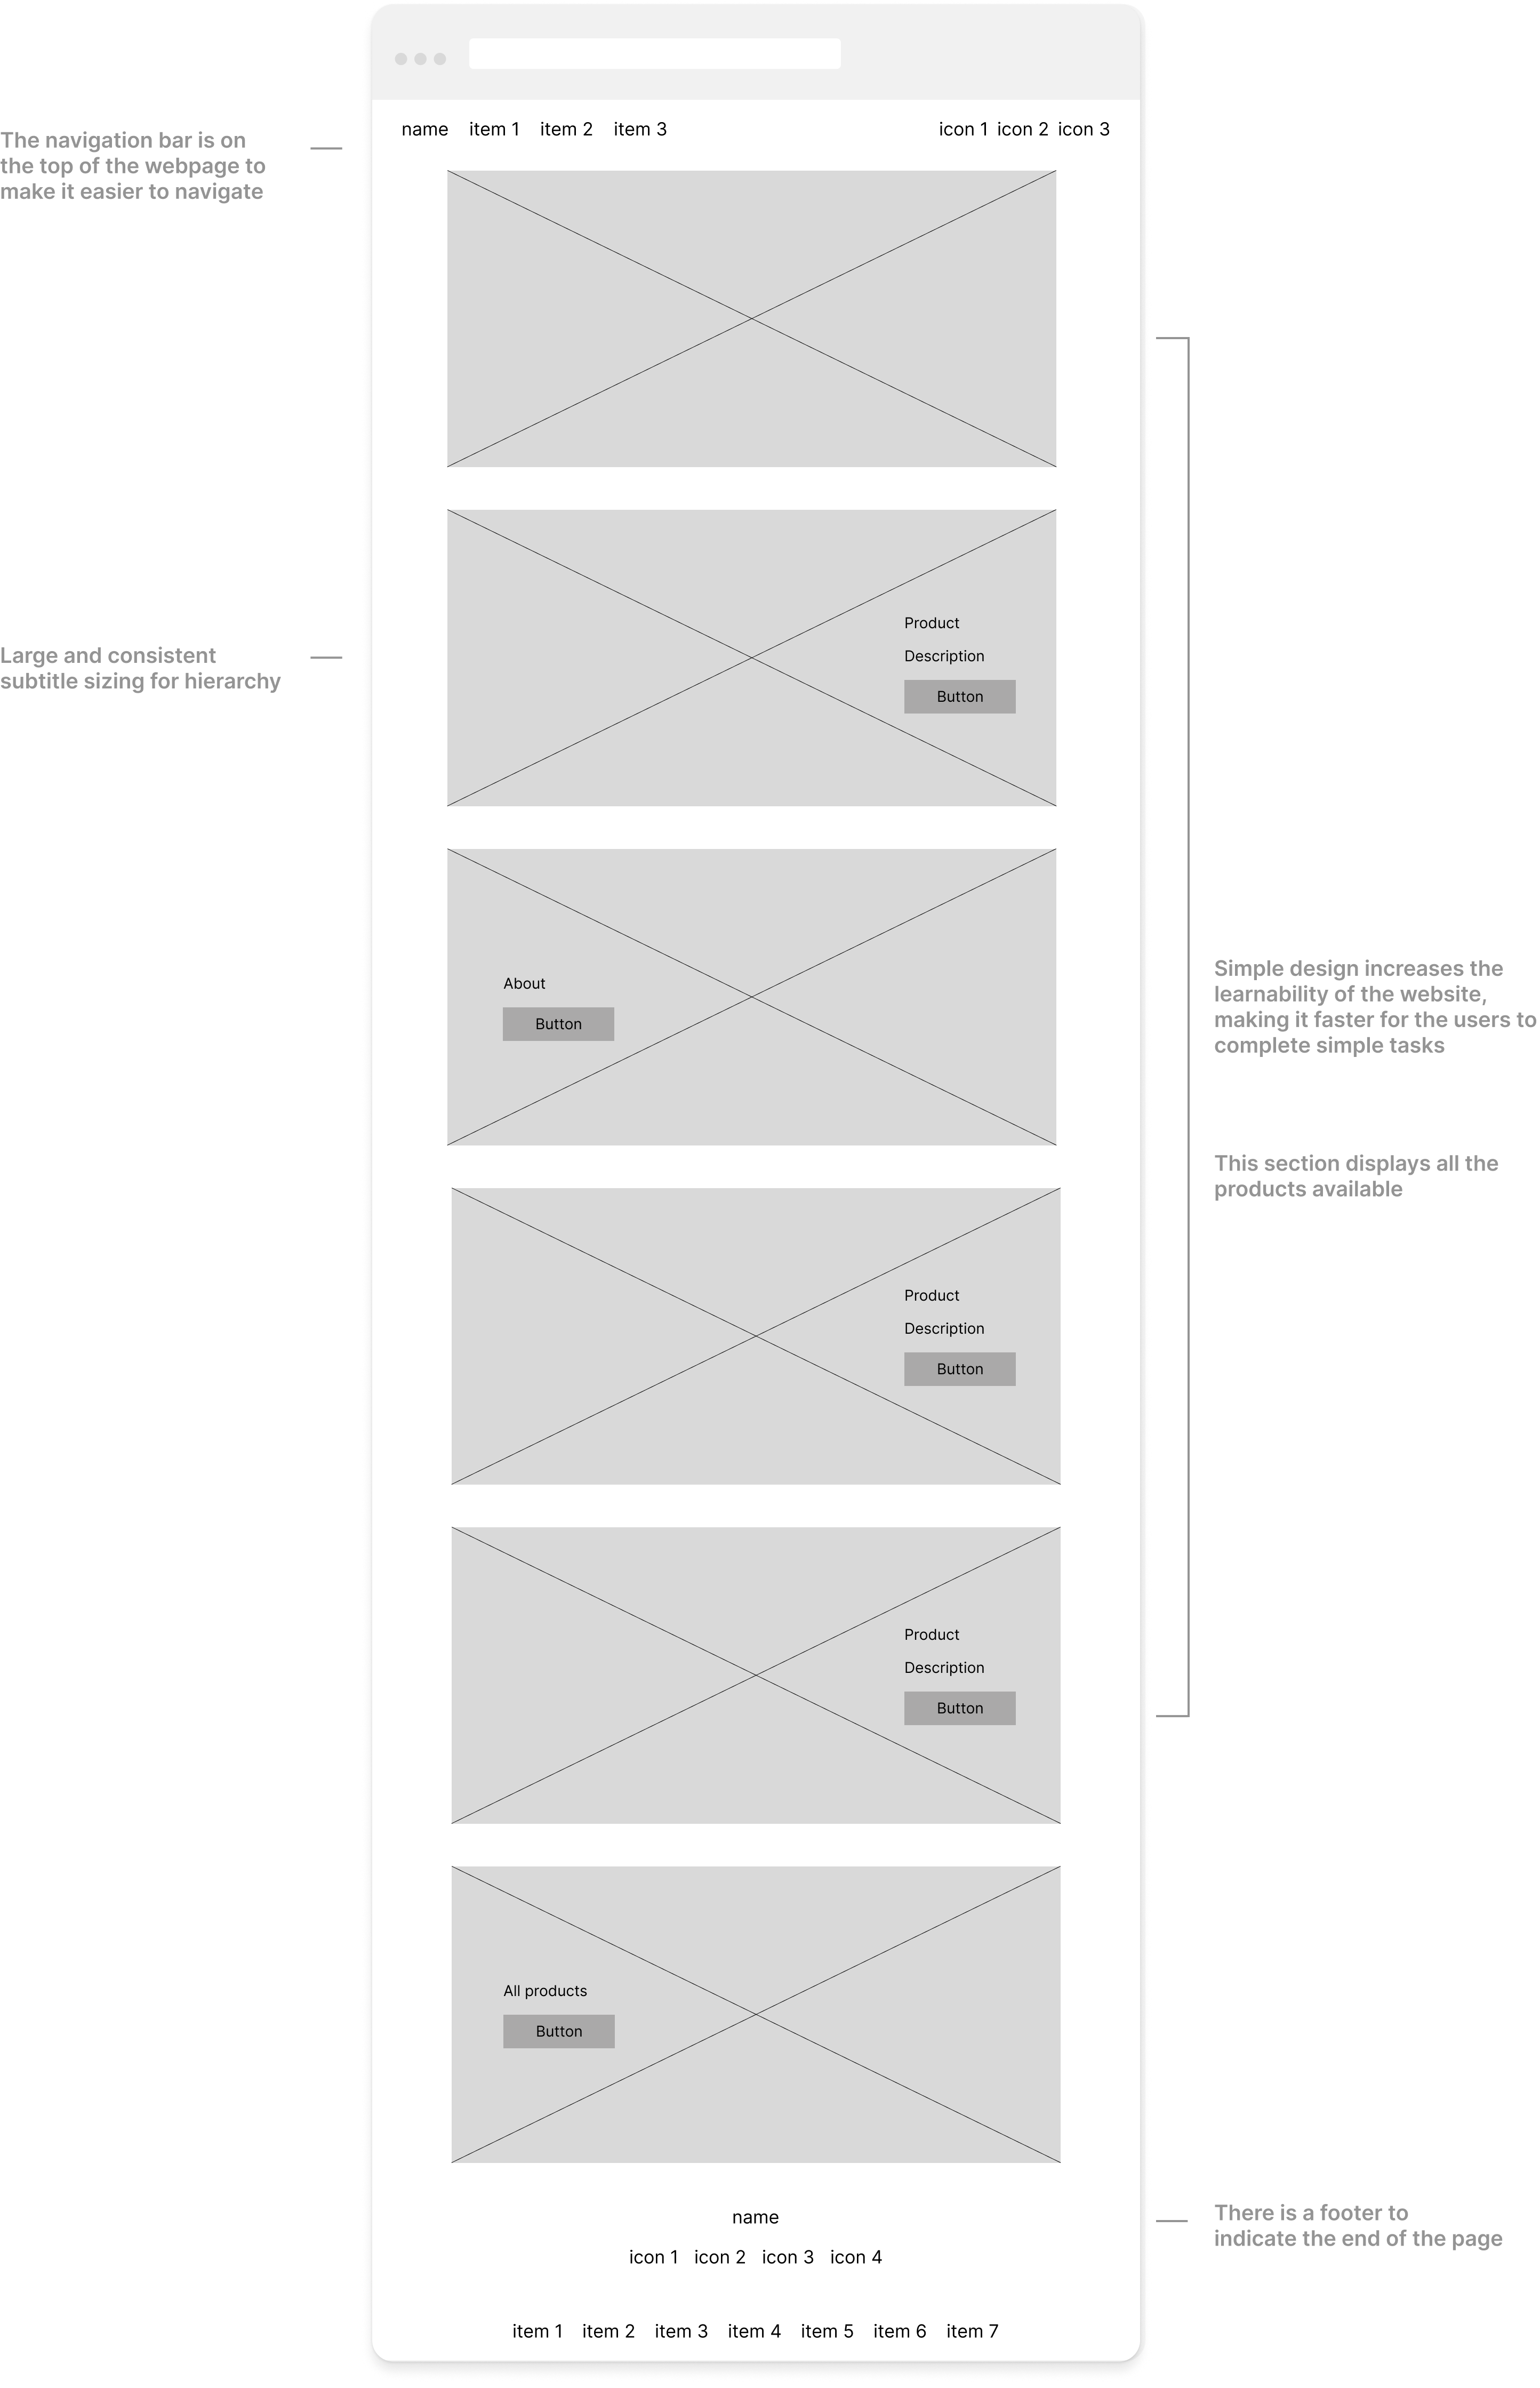 name item 1 item 2 item 3 icon 1 icon 2 icon 3
The navigation bar is on
the top of the webpage to
make it easier to navigate
Product
Large and consistent
subtitle sizing for hierarchy
Description
Button
Simple design increases the
learnability of the website,
making it faster for the users to
complete simple tasks
About
Button
This section displays all the
products available
Product
Description
Button
Product
Description
Button
All products
Button
There is a footer to
indicate the end of the page
name
icon 1 icon 2 icon 3 icon 4
item 1 item 2 item 3 item 4 item 5 item 6 item 7